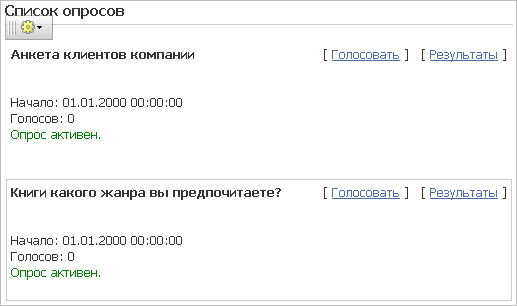 Список опросов
Анкета клиентов компании [ Голосовать ] [ Результаты ]
Начало: 01.01.2000 00:00:00
Голосов: 0
Опрос активен.
Книги какого жанра вы предпочитаете? [ Голосовать ] [ Результаты ]
Начало: 01.01.2000 00:00:00
Голосов: 0
Опрос активен.